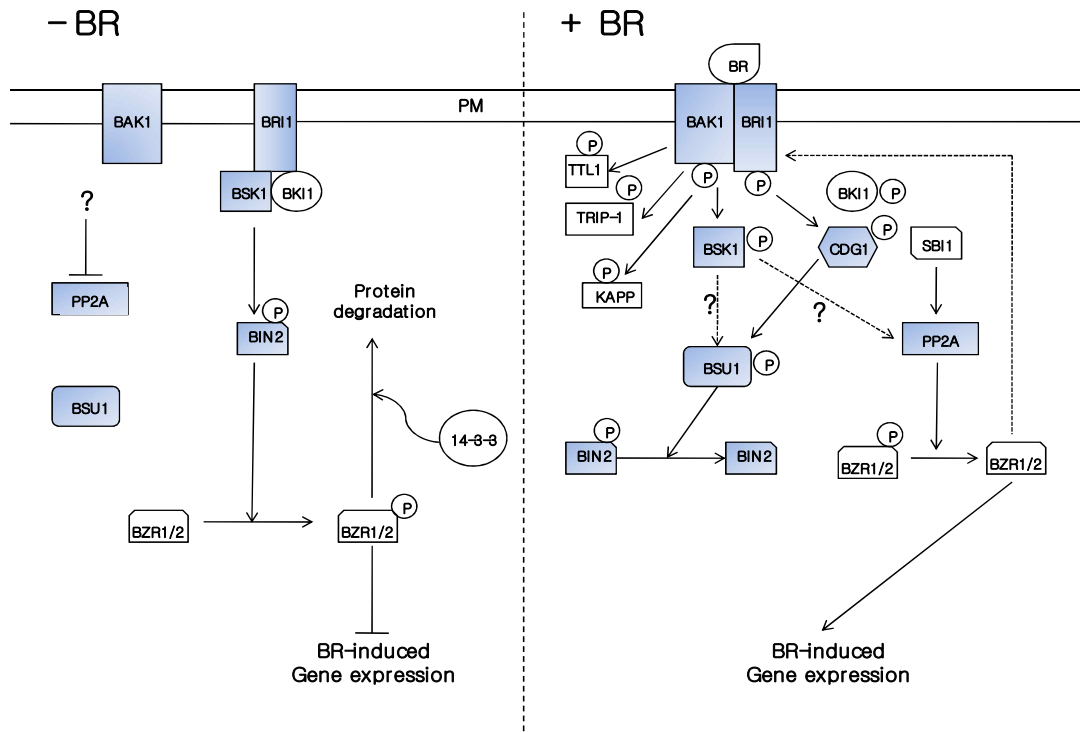 − BR
+ BR
BR
PM
BAK1
BRI1
BAK1
BRI1
BSK1
BKI1
?
PP2A
P
BIN2
BSU1
Protein
degradation
14-3-3
BZR1/2
BZR1/2
P
BR-induced
Gene expression
P
TTL1
P
TRIP-1
P
KAPP
P
P
BKI1
P
BSK1
P
CDG1
P
SBI1
?
?
PP2A
BSU1
P
P
BIN2
BIN2
P
BZR1/2
BZR1/2
BR-induced
Gene expression